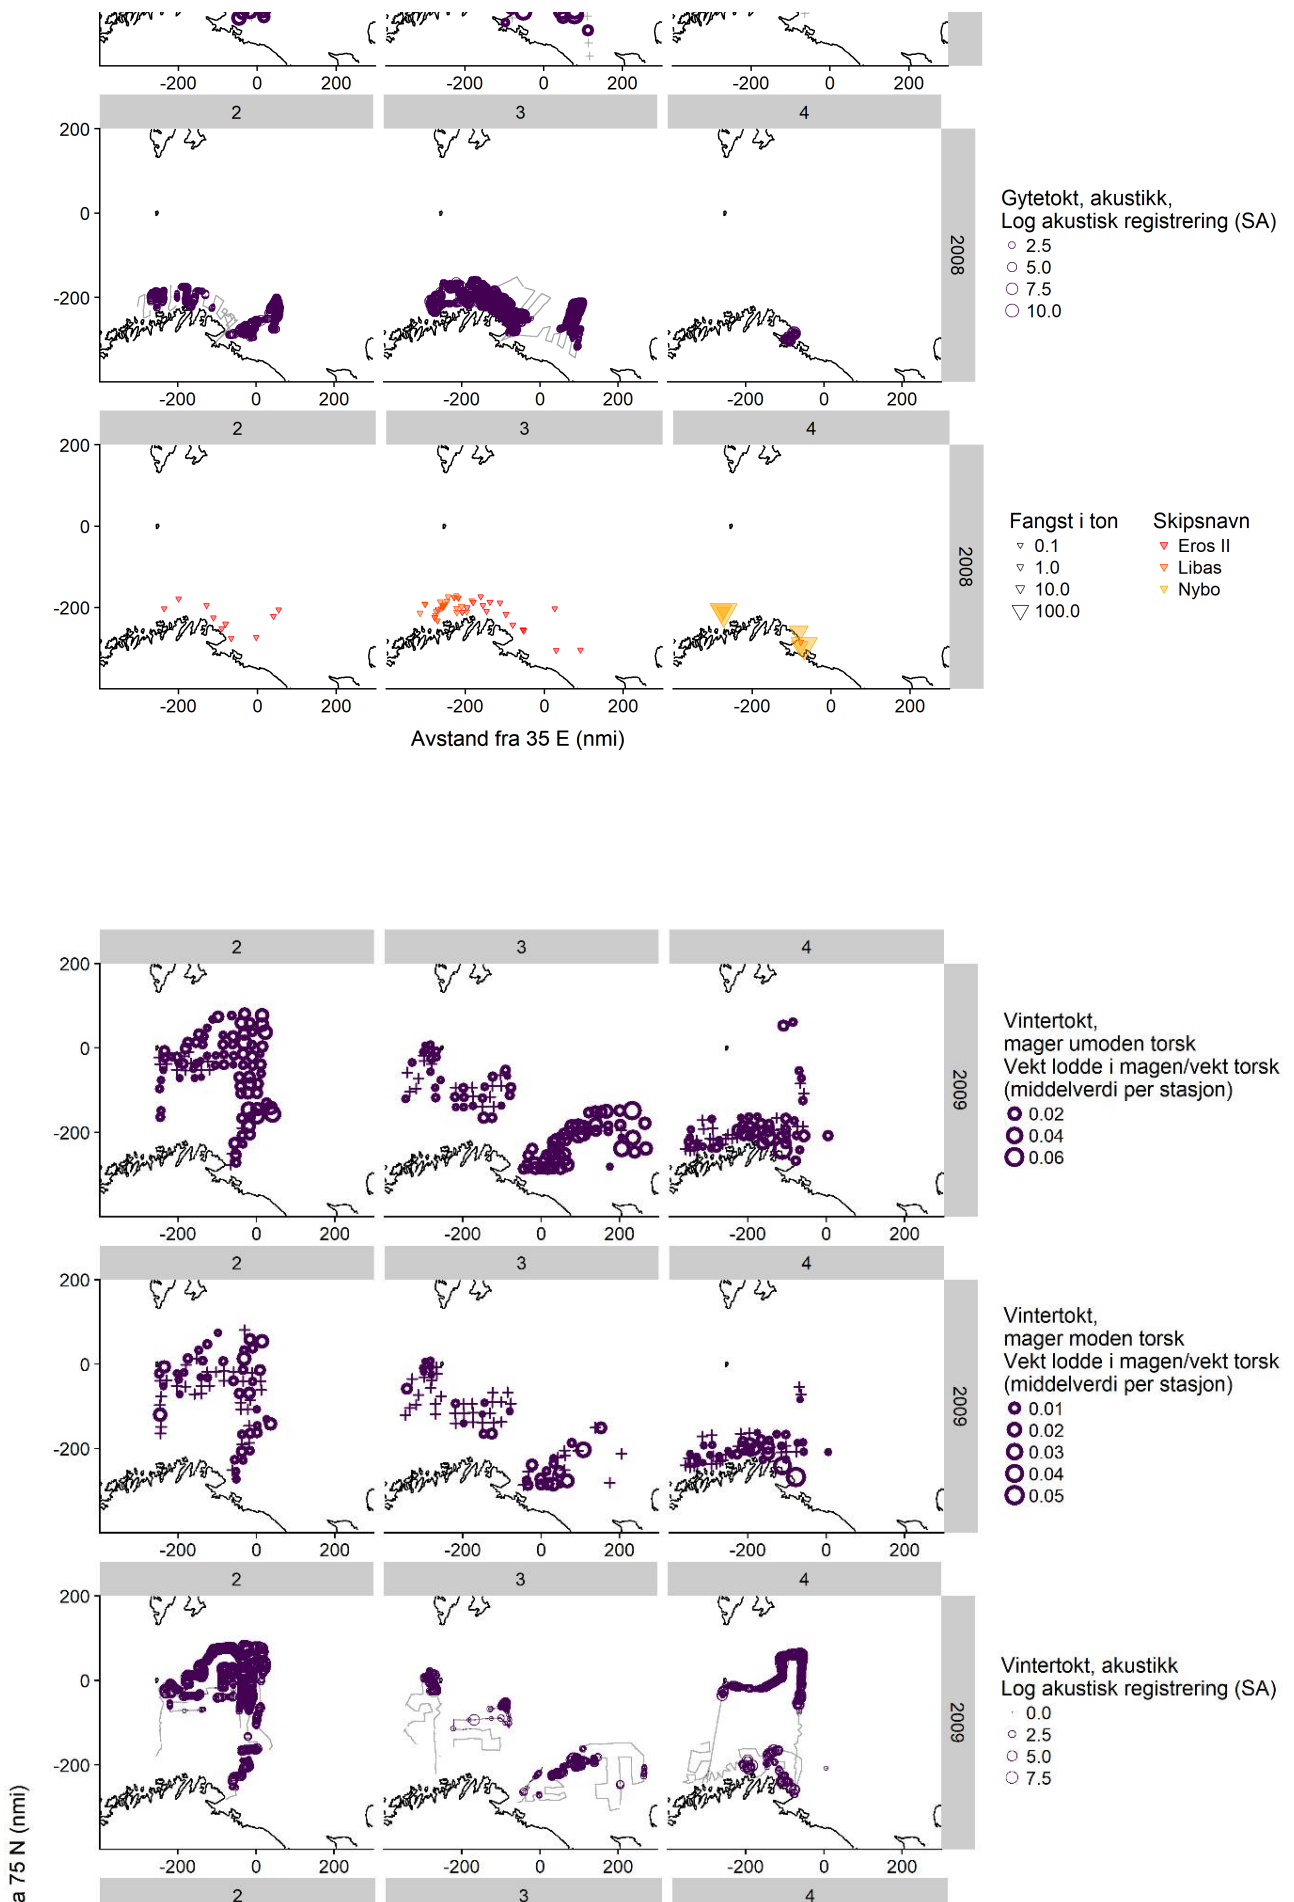 -200 0 200 -200 0 200 -200 0 200
2 3 4
200
0
-200
2008
-200 0 200 -200 0 200 -200 0 200
Gytetokt, akustikk,
Log akustisk registrering (SA)
2.5
5.0
7.5
10.0
2 3 4
200
0
-200
2008
-200 0 200 -200 0 200 -200 0 200
Avstand fra 35 E (nmi)
Fangst i ton Skipsnavn
0.1 Eros II
1.0 Libas
10.0 Nybo
100.0
2 3 4
200
0
-200
2009
-200 0 200 -200 0 200 -200 0 200
Vintertokt,
mager umoden torsk
Vekt lodde i magen/vekt torsk
(middelverdi per stasjon)
0.02
0.04
0.06
2 3 4
200
0
-200
2009
-200 0 200 -200 0 200 -200 0 200
Vintertokt,
mager moden torsk
Vekt lodde i magen/vekt torsk
(middelverdi per stasjon)
0.01
0.02
0.03
0.04
0.05
2 3 4
200
0
-200
2009
-200 0 200 -200 0 200 -200 0 200
Vintertokt, akustikk
Log akustisk registrering (SA)
0.0
2.5
5.0
7.5
a 75 N (nmi)
2 3 4